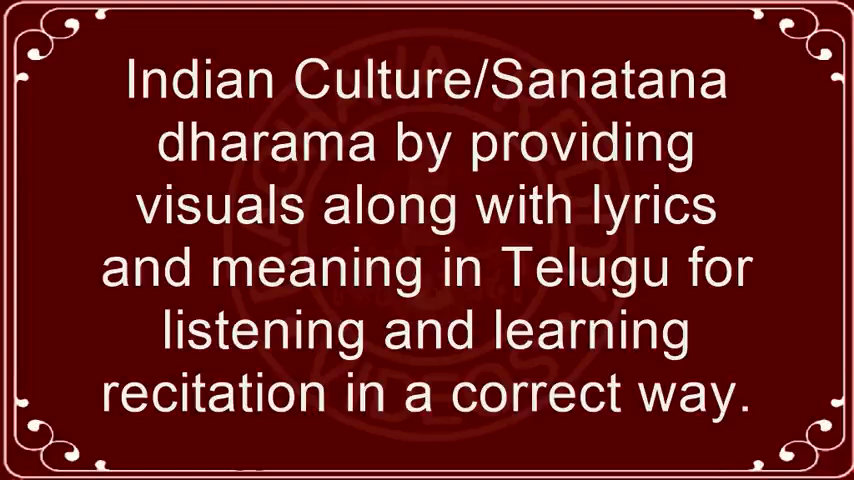 Indian Culture/Sanatana
dharama by providing
visuals along with lyrics
and meaning in Telugu for
listening and learning
recitation in a correct way.